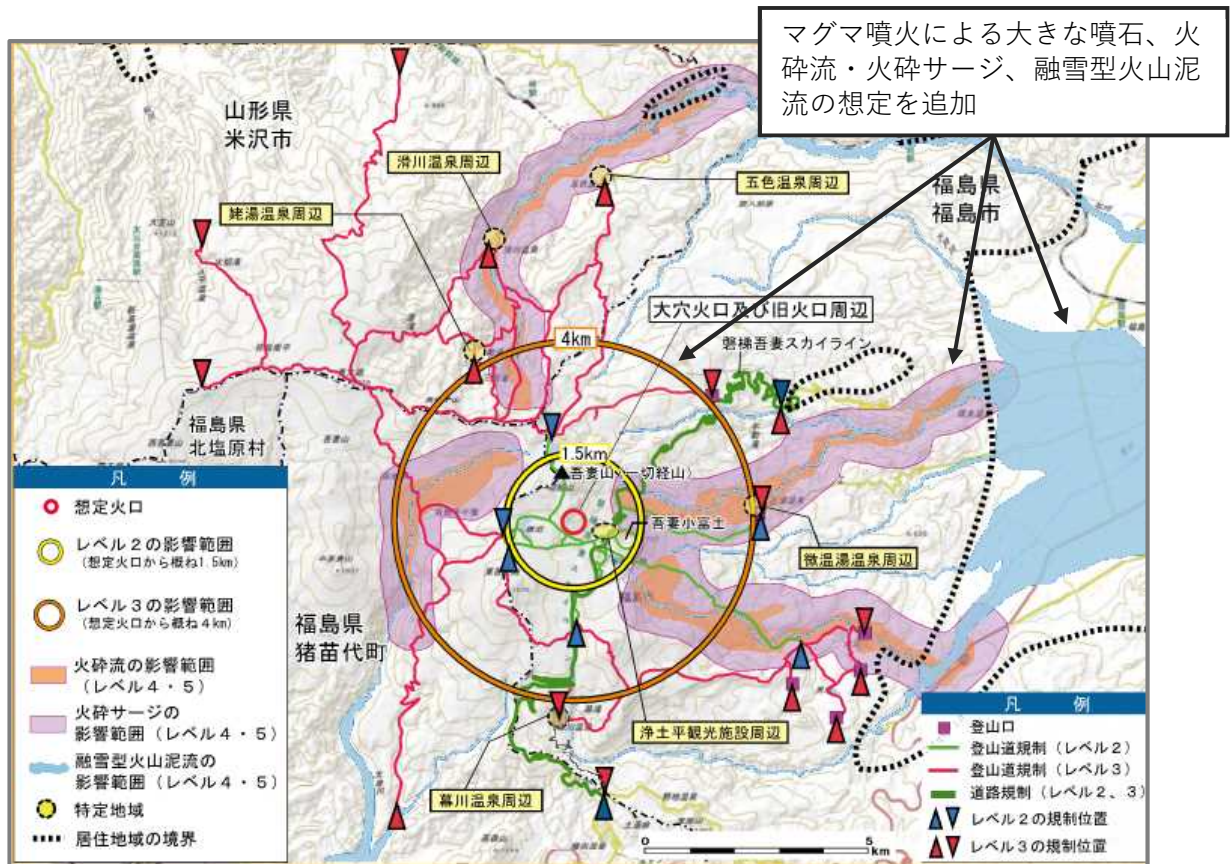 マグマ噴火による大きな噴石、火
砕流・火砕サージ、融雪型火山泥
流の想定を追加
山形県
米沢市
滑川温泉周辺
五色温泉周辺
福島県
福島市
姥湯温泉周辺
大穴火口及び旧火口周辺
磐梯吾妻スカイライン
4km
福島県
北塩原村
1.5km
吾妻山(一切経山)
吾妻小富士
微温湯温泉周辺
福島県
猪苗代町
浄土平観光施設周辺
幕川温泉周辺
凡 例
想定火口
レベル2の影響範囲
(想定火口から概ね1.5km)
レベル3の影響範囲
(想定火口から概ね4km)
火砕流の影響範囲
(レベル4・5)
火砕サージの
影響範囲(レベル4・5)
融雪型火山泥流の
影響範囲(レベル4・5)
特定地域
居住地域の境界
凡 例
登山口
登山道規制(レベル2)
登山道規制(レベル3)
道路規制(レベル2、3)
レベル2の規制位置
レベル3の規制位置
0 5
km